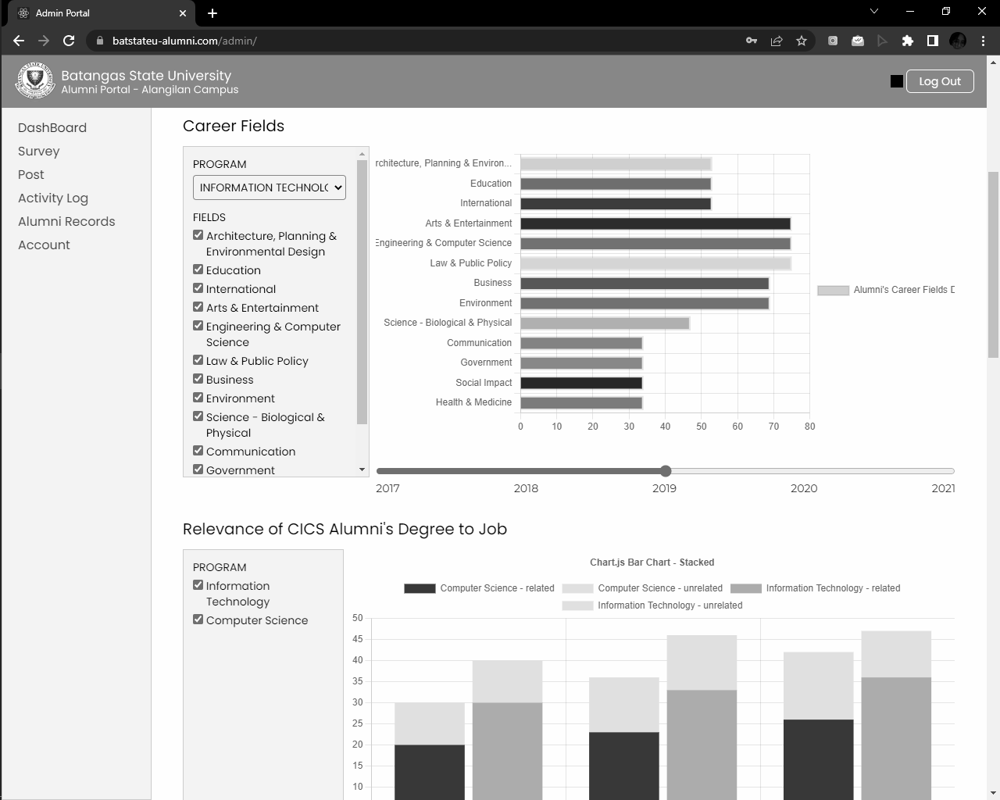 Admin Portal
batstateu-alumni.com/admin/
Batangas State University
Alumni Portal - Alangilan Campus
Log Out
DashBoard
Survey
Post
Activity Log
Alumni Records
Account
Career Fields
PROGRAM
INFORMATION TECHNOLO
FIELDS
Architecture, Planning &
Environmental Design
Education
International
Arts & Entertainment
Engineering & Computer
Science
Law & Public Policy
Business
Environment
Science - Biological &
Physical
Communication
Government
rchitecture, Planning & Environ...
Education
International
Arts & Entertainment
Engineering & Computer Science
Law & Public Policy
Business
Environment
Science - Biological & Physical
Communication
Government
Social Impact
Health & Medicine
0 10 20 30 40 50 60 70 80
Alumni's Career Fields D
2017 2018 2019 2020 2021
Relevance of CICS Alumni's Degree to Job
PROGRAM
Information
Technology
Computer Science
Chart.js Bar Chart - Stacked
Computer Science - related Computer Science - unrelated Information Technology - related
Information Technology - unrelated
50
45
40
35
30
25
20
15
10